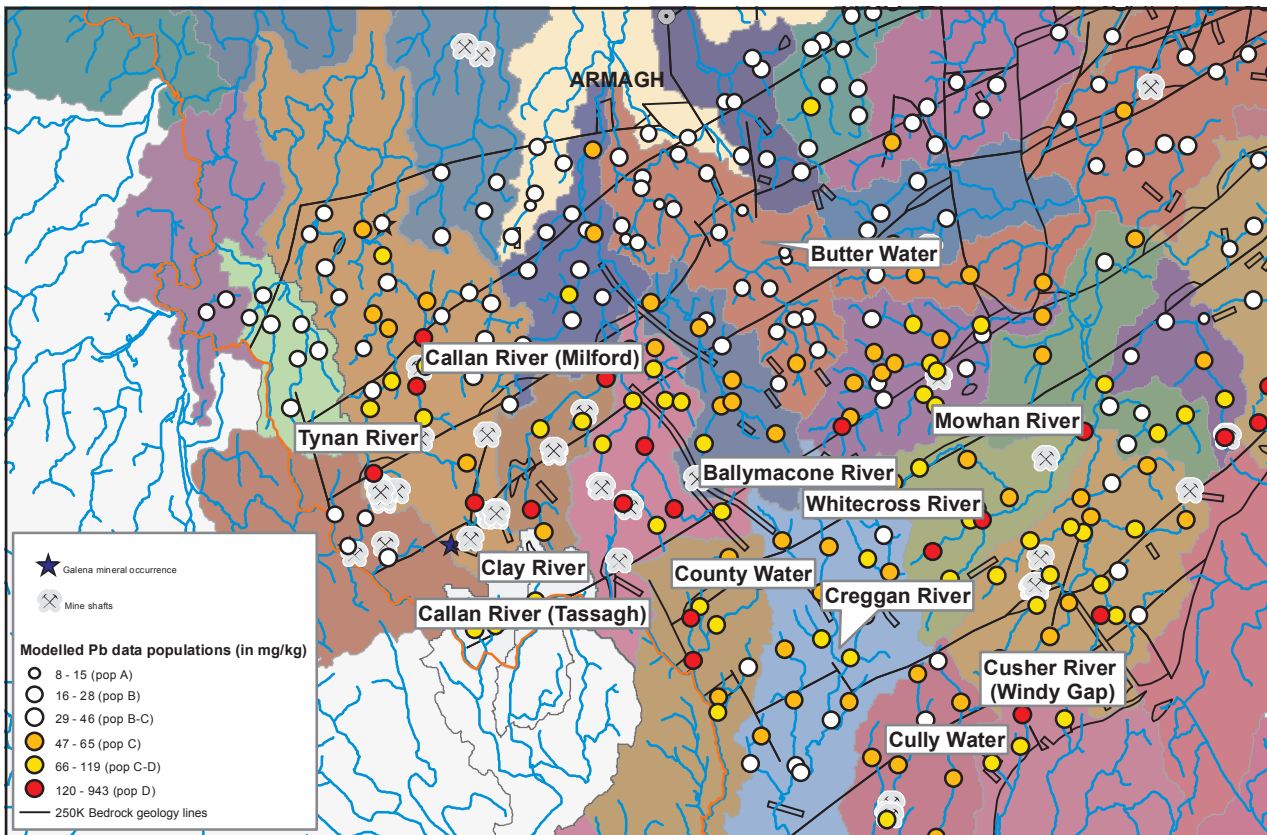 ARMAGH
Butter Water
Callan River (Milford)
Tynan River
Mowhan River
Ballymacone River
Whitecross River
Clay River
County Water
Creggan River
Callan River (Tassagh)
Cusher River
(Windy Gap)
Cully Water
Galena mineral occurrence
Mine shafts
Modelled Pb data populations (in mg/kg)
8 - 15 (pop A)
16 - 28 (pop B)
29 - 46 (pop B-C)
47 - 65 (pop C)
66 - 119 (pop C-D)
120 - 943 (pop D)
250K Bedrock geology lines